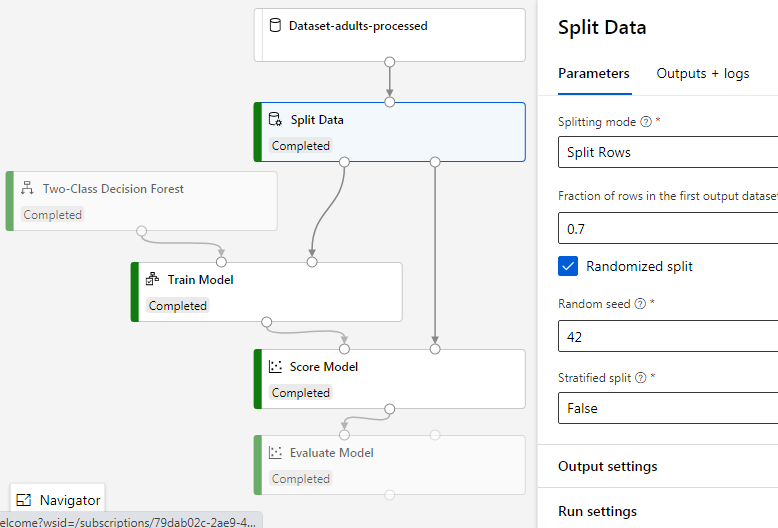 Dataset-adults-processed
Split Data
Completed
Two-Class Decision Forest
Completed
Train Model
Completed
Score Model
Completed
Evaluate Model
Completed
Navigator
elcome?wsid=/subscriptions/79dab02c-2ae9-4...
Split Data
Parameters
Outputs + logs
Splitting mode ? *
Split Rows
Fraction of rows in the first output dataset
0.7
Randomized split
Random seed ? *
42
Stratified split ? *
False
Output settings
Run settings